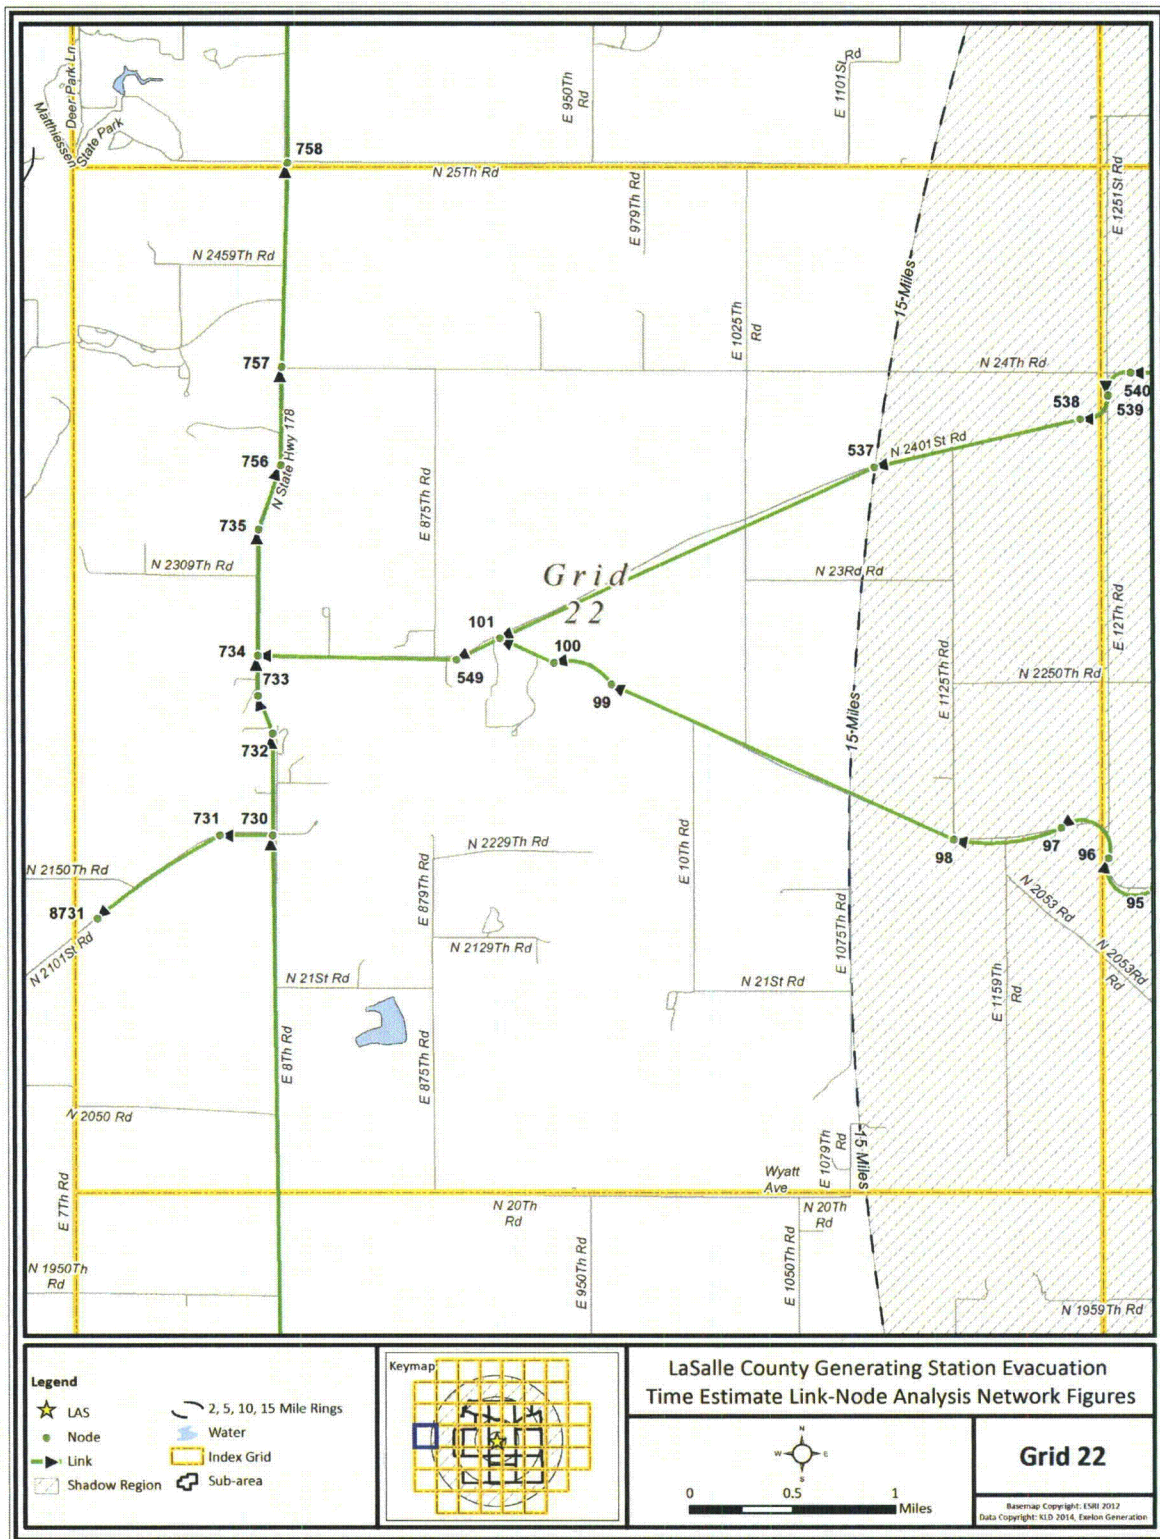 Deer Park Ln
Matthiessen
State Park
E 950Th
Rd
E 1101St Rd
758
N 25Th Rd
E 979Th Rd
E 1251St Rd
N 2459Th Rd
15-Miles
E 1025Th
Rd
757
N 24Th Rd
540
539
538
N 2401St Rd
537
756
N State Hwy 178
E 875Th Rd
735
N 2309Th Rd
Grid
22
N 23Rd Rd
E 12Th Rd
101
100
734
549
733
99
E 1125Th Rd
N 2250Th Rd
15-Miles
732
731
730
N 2229Th Rd
98
97
96
95
N 2150Th Rd
E 879Th Rd
E 10Th Rd
N 2053 Rd
8731
N 2101St Rd
N 2129Th Rd
E 1075Th Rd
N 2053Rd
Rd
N 21St Rd
N 21St Rd
E 1159Th
Rd
E 8Th Rd
E 875Th Rd
N 2050 Rd
E 1079Th
Rd
15 Miles
Wyatt
Ave
E 7Th Rd
N 20Th
Rd
N 20Th
Rd
N 1950Th
Rd
E 950Th Rd
E 1050Th Rd
N 1959Th Rd
Legend
LAS
Node
Link
Shadow Region
2, 5, 10, 15 Mile Rings
Water
Index Grid
Sub-area
Keymap
LaSalle County Generating Station Evacuation
Time Estimate Link-Node Analysis Network Figures
N
W E
S
0 0.5 1
Miles
Grid 22
Basemap Copyright: ESRI 2012
Data Copyright: KLD 2014, Exelon Generation